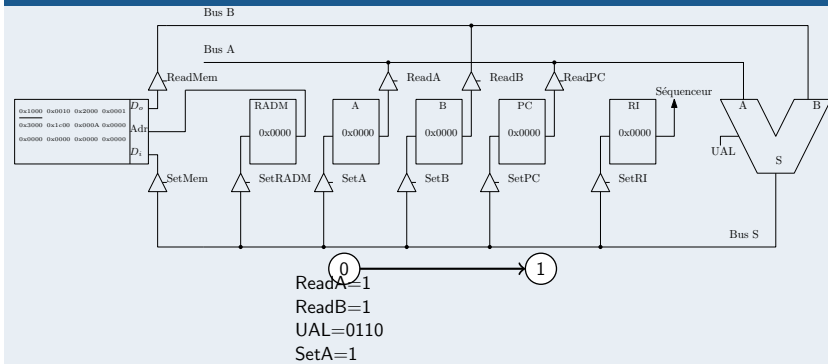 Bus B
Bus A
ReadMem
ReadA
ReadB
ReadPC
Séquenceur
0x1000 0x0010 0x2000 0x0001
0x3000 0x1c00 0x000A 0x0000
0x0000 0x0000 0x0000 0x0000
Do
Adr
Di
RADM
0x0000
A
0x0000
B
0x0000
PC
0x0000
RI
0x0000
A
B
UAL
S
SetMem
SetRADM
SetA
SetB
SetPC
SetRI
Bus S
0
1
ReadA=1
ReadB=1
UAL=0110
SetA=1